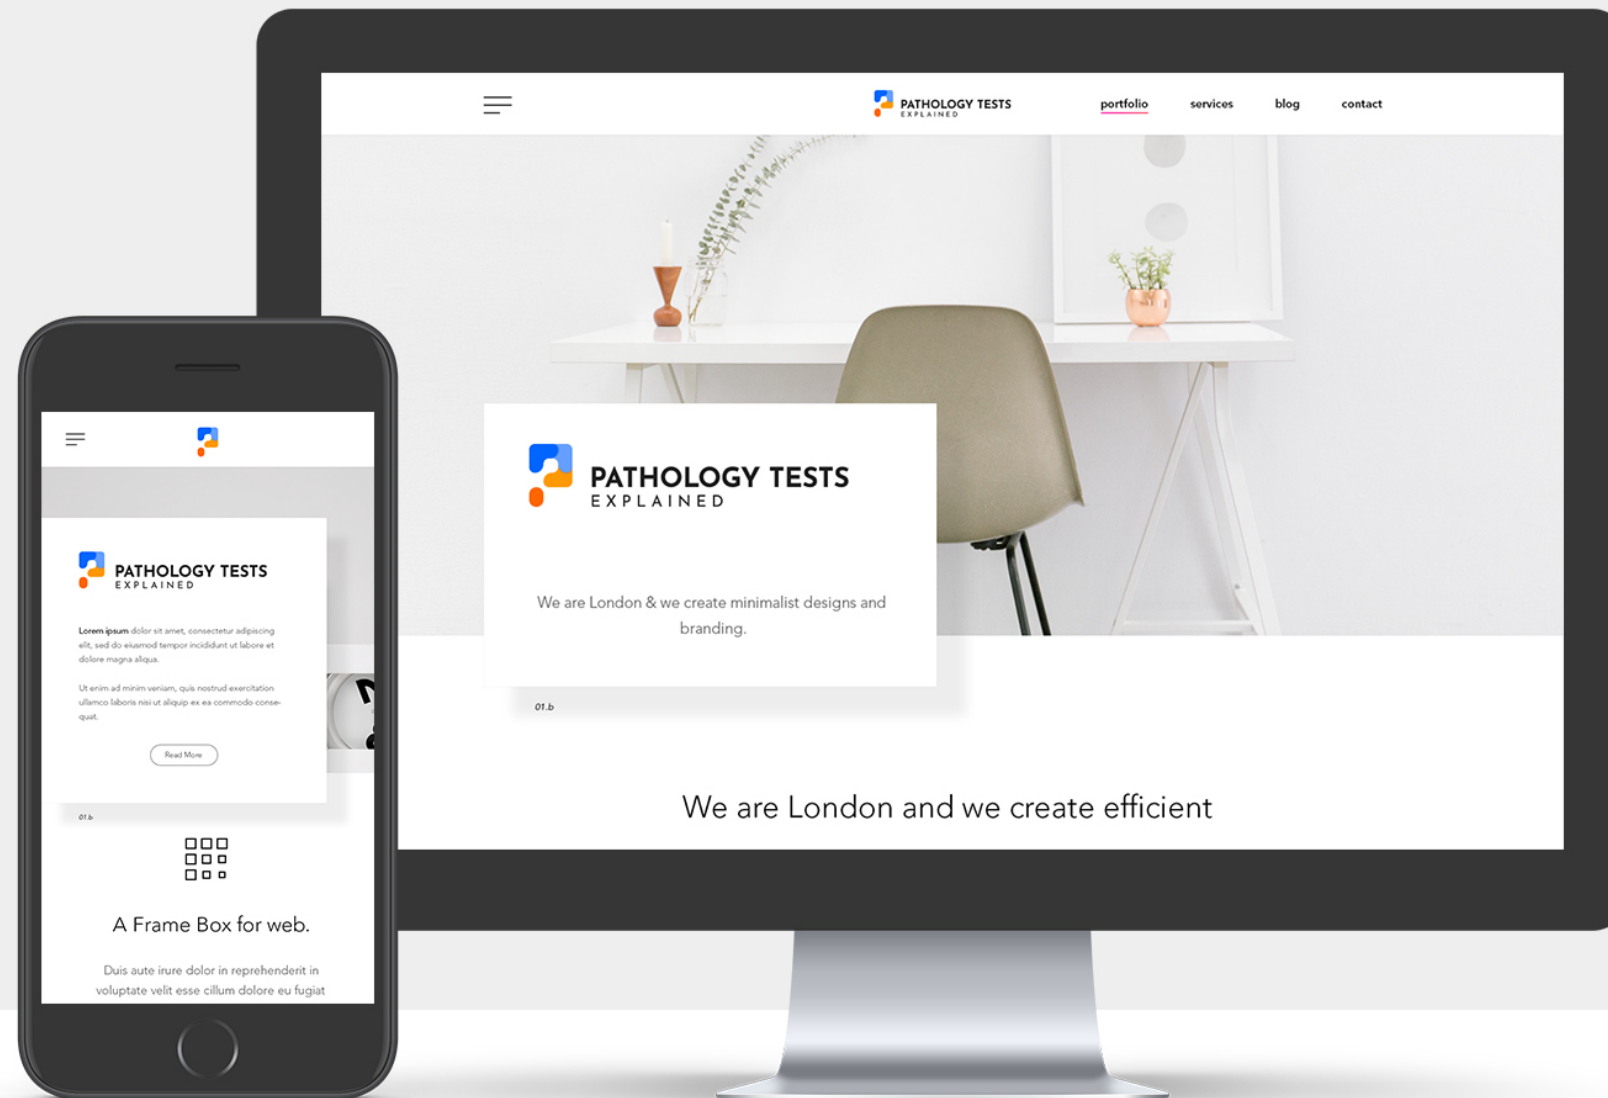 PATHOLOGY TESTS
EXPLAINED
portfolio
services
blog
contact
PATHOLOGY TESTS
EXPLAINED
We are London & we create minimalist designs and
branding.
01.b
We are London and we create efficient
PATHOLOGY TESTS
EXPLAINED
Lorem ipsum dolor sit amet, consectetur adipiscing
elit, sed do eiusmod tempor incididunt ut labore et
dolore magna aliqua.
Ut enim ad minim veniam, quis nostrud exercitation
ullamco laboris nisi ut aliquip ex ea commodo conse-
quat.
Read More
01.b
A Frame Box for web.
Duis aute irure dolor in reprehenderit in
voluptate velit esse cillum dolore eu fugiat